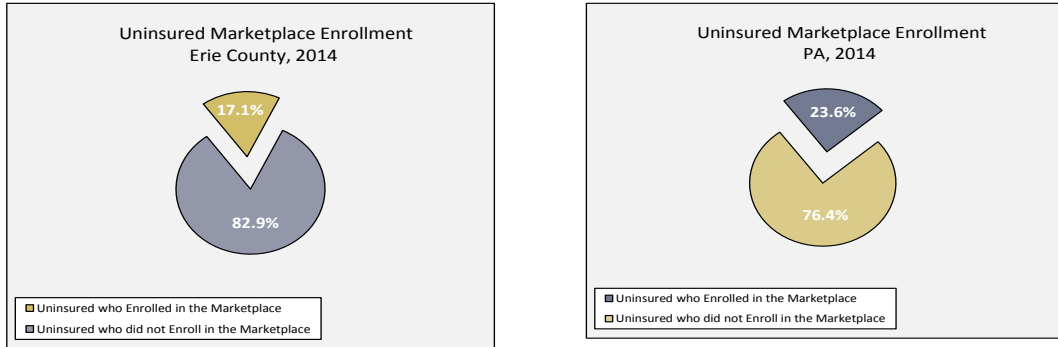 Uninsured Marketplace Enrollment
Erie County, 2014
17.1%
82.9%
Uninsured who Enrolled in the Marketplace
Uninsured who did not Enroll in the Marketplace
Uninsured Marketplace Enrollment
PA, 2014
23.6%
76.4%
Uninsured who Enrolled in the Marketplace
Uninsured who did not Enroll in the Marketplace